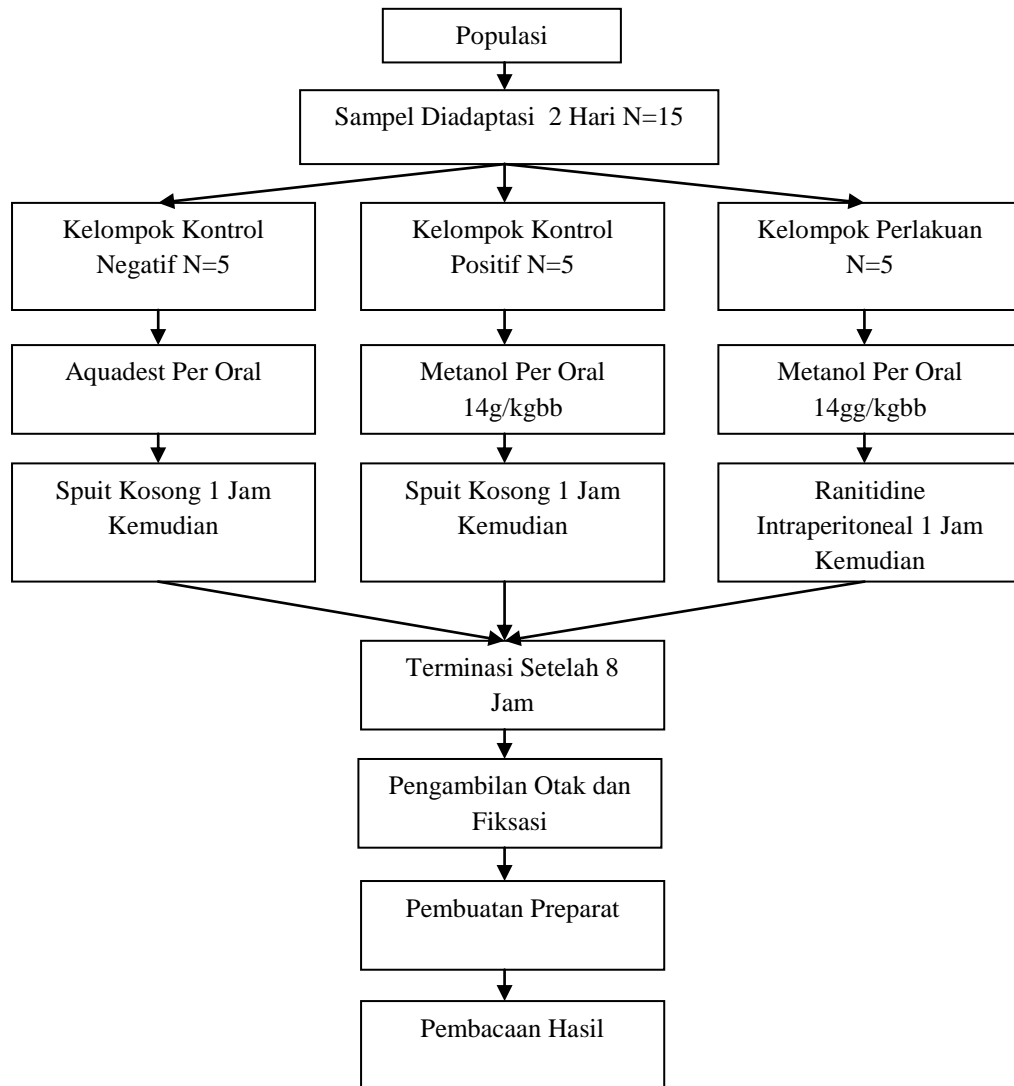 Populasi
Sampel Diadaptasi  2 Hari N=15
Kelompok Kontrol
Negatif N=5
Kelompok Kontrol
Positif N=5
Kelompok Perlakuan
N=5
Aquadest Per Oral
Metanol Per Oral
14g/kgbb
Metanol Per Oral
14gg/kgbb
Spuit Kosong 1 Jam
Kemudian
Spuit Kosong 1 Jam
Kemudian
Ranitidine
Intraperitoneal 1 Jam
Kemudian
Terminasi Setelah 8
Jam
Pengambilan Otak dan
Fiksasi
Pembuatan Preparat
Pembacaan Hasil